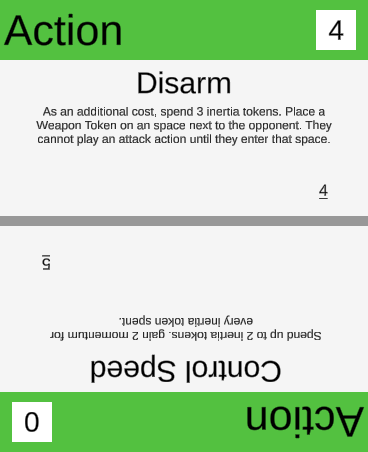 Action 4
Disarm
As an additional cost, spend 3 inertia tokens. Place a
Weapon Token on an space next to the opponent. They
cannot play an attack action until they enter that space.
4
Action 0
Control Speed
Spend up to 2 inertia tokens. gain 2 momentum for
every inertia token spent.
5